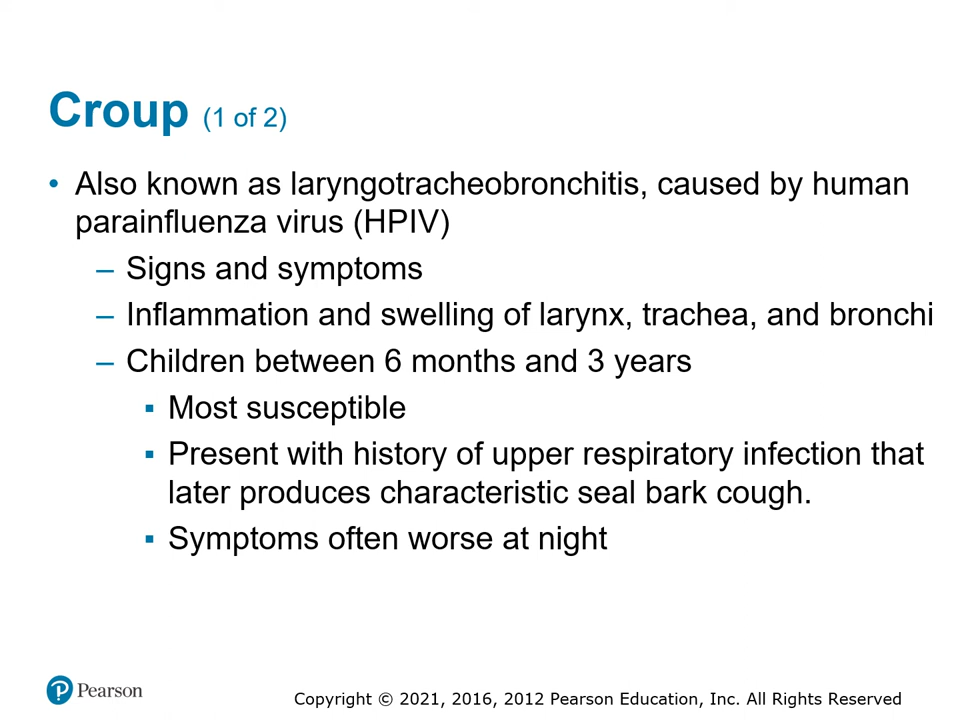 Croup (1 of 2)
• Also known as laryngotracheobronchitis, caused by human
parainfluenza virus (HPIV)
– Signs and symptoms
– Inflammation and swelling of larynx, trachea, and bronchi
– Children between 6 months and 3 years
▪ Most susceptible
▪ Present with history of upper respiratory infection that
later produces characteristic seal bark cough.
▪ Symptoms often worse at night
Pearson
Copyright © 2021, 2016, 2012 Pearson Education, Inc. All Rights Reserved